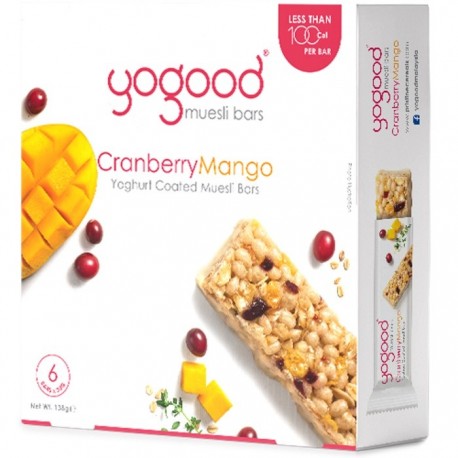 LESS THAN
100Cal
PER BAR
yogood®
muesli bars
CranberryMango
Yoghurt Coated Muesli Bars
6
Net Wt. 138g
yogood
muesli bars
CranberryMango
yogood